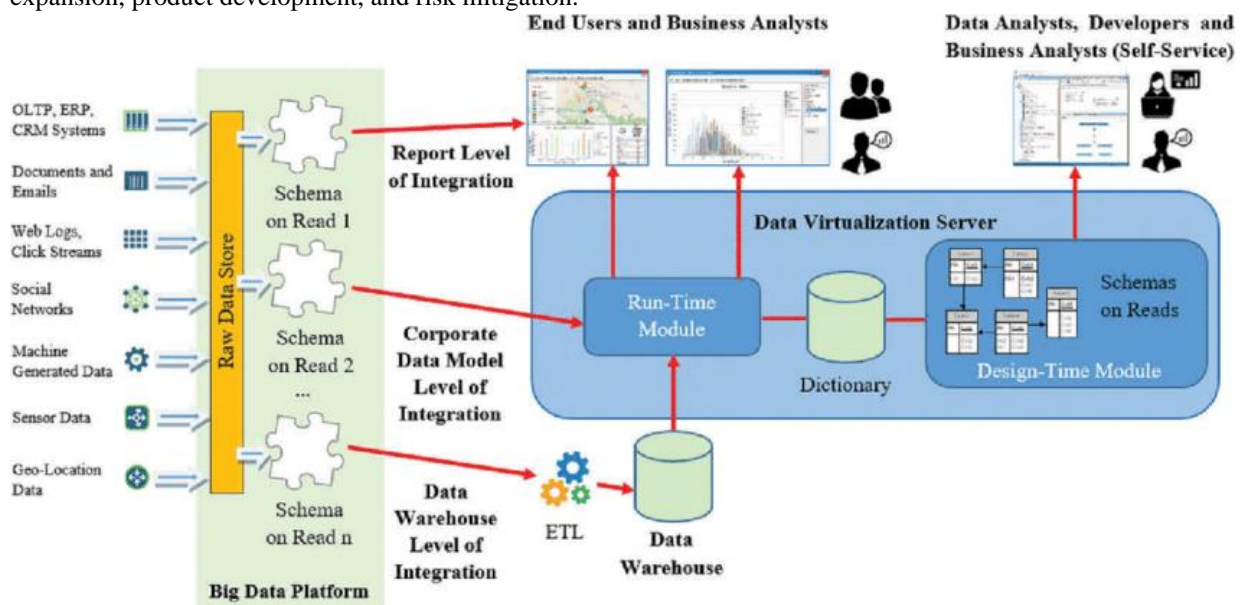 expansion, product development, and risk mitigation.
End Users and Business Analysts
Data Analysts, Developers and
Business Analysts (Self-Service)
OLTP, ERP,
CRM Systems
Documents and
Emails
Web Logs,
Click Streams
Social
Networks
Machine
Generated Data
Sensor Data
Geo-Location
Data
Raw Data Store
Schema
on Read 1
Schema
on Read 2
...
Schema
on Read n
Big Data Platform
Report Level
of Integration
Corporate
Data Model
Level of
Integration
Data
Warehouse
Level of
Integration
ETL
Data
Warehouse
Data Virtualization Server
Run-Time
Module
Dictionary
Schemas
on Reads
Design-Time Module